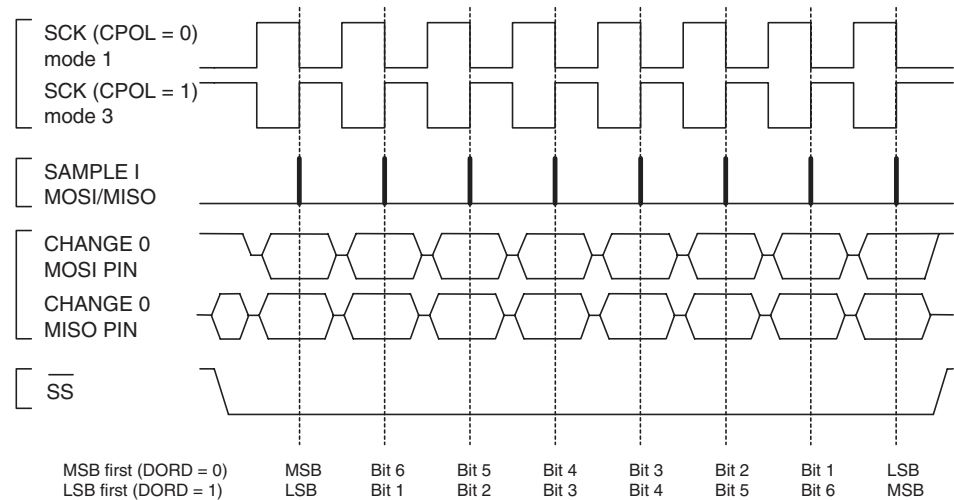 SCK (CPOL = 0)
mode 1
SCK (CPOL = 1)
mode 3
SAMPLE I
MOSI/MISO
CHANGE 0
MOSI PIN
CHANGE 0
MISO PIN
SS
MSB first (DORD = 0) MSB Bit 6 Bit 5 Bit 4 Bit 3 Bit 2 Bit 1 LSB
LSB first (DORD = 1) LSB Bit 1 Bit 2 Bit 3 Bit 4 Bit 5 Bit 6 MSB